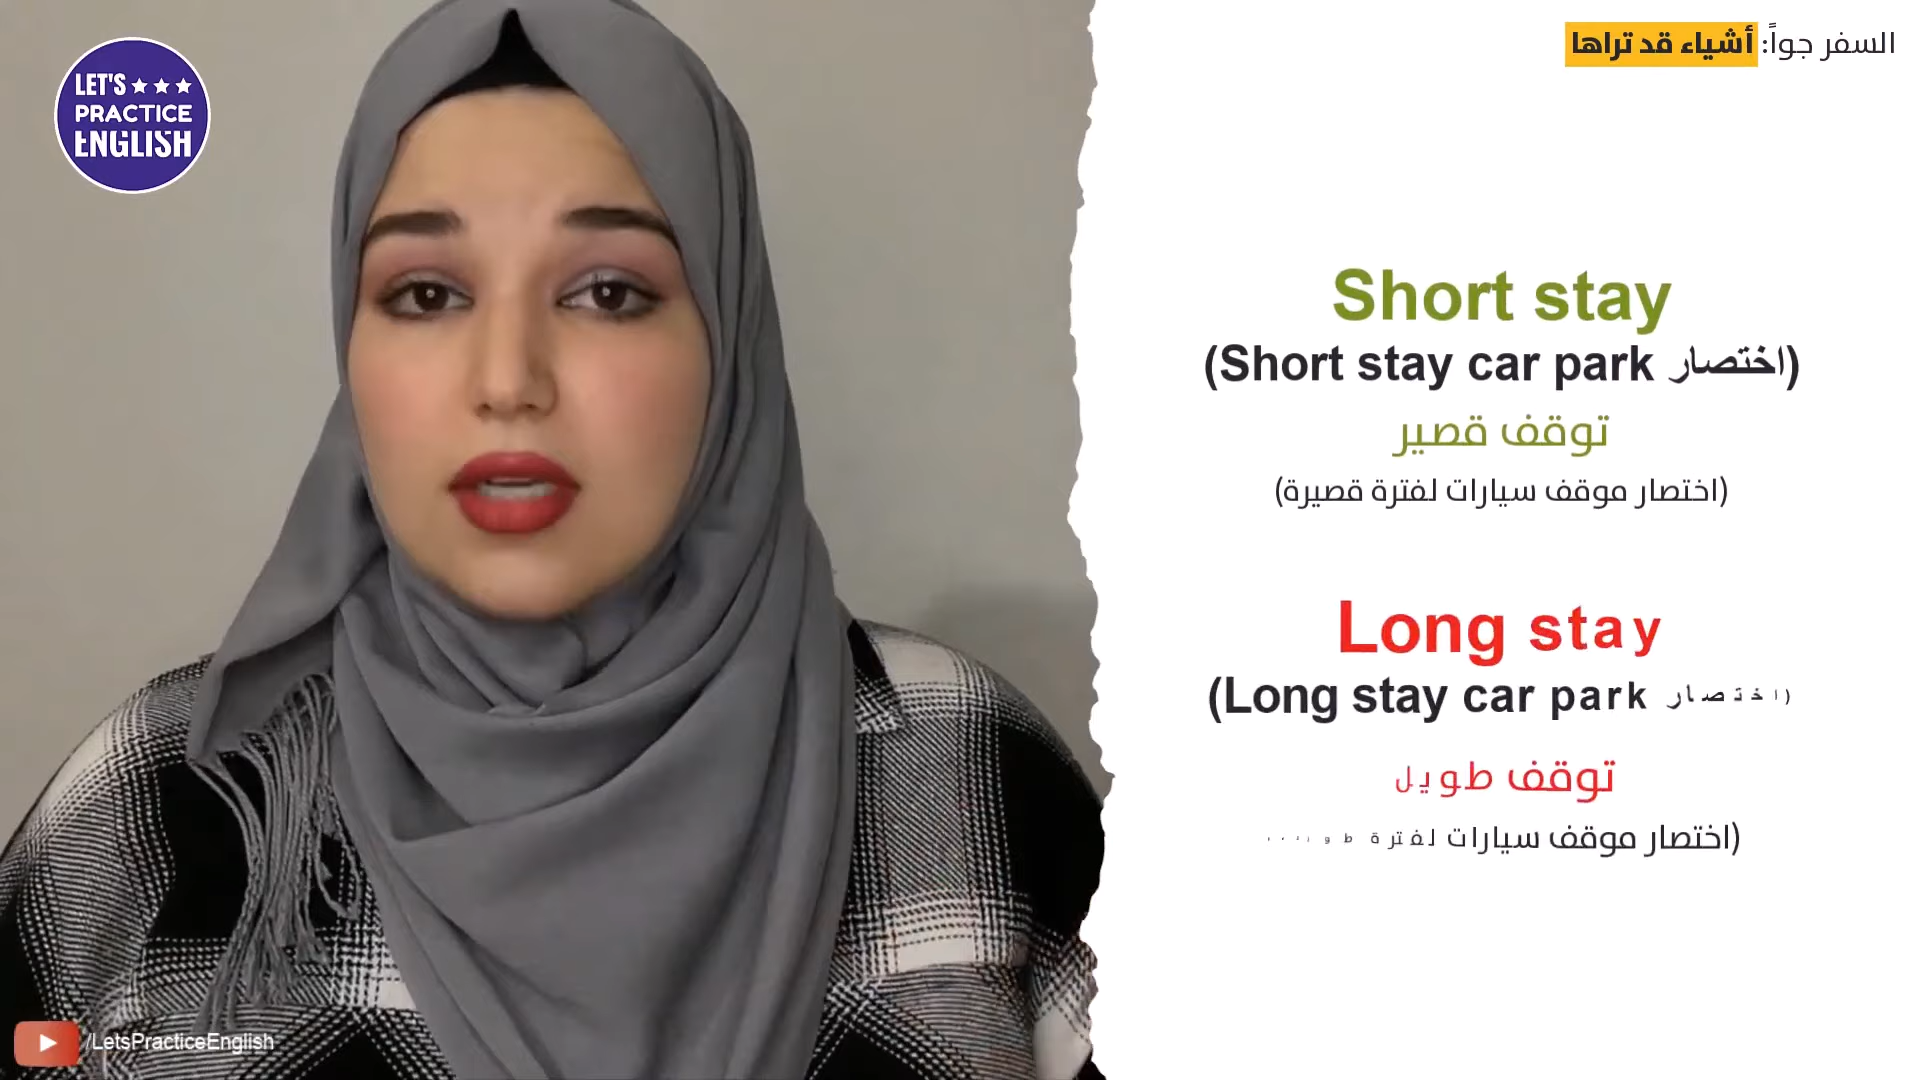 LET'S
PRACTICE
ENGLISH
السفر جواً: أشياء قد تراها
Short stay
(Short stay car park اختصار)
توقف قصير
(اختصار موقف سيارات لفترة قصيرة)
Long stay
(Long stay car park اختصار)
توقف طويل
(اختصار موقف سيارات لفترة
/LetsPracticeEnglish